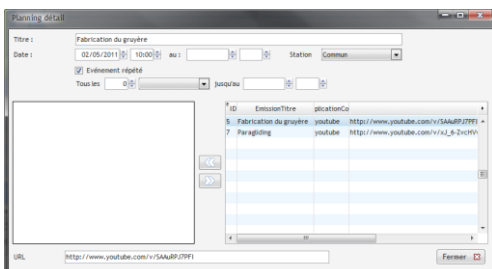 Planning détail
Titre : Fabrication du gruyère
Date : 02/05/2011 10:00 au : Station Commun
Evénement répété
Tous les 0 jusqu'au
ID EmissionTitre plicationCo
5 Fabrication du gruyère youtube http://www.youtube.com/v/SAAuRPJ7PFI
7 Paragliding youtube http://www.youtube.com/v/xJ_6-ZvcHV
URL http://www.youtube.com/v/SAAuRPJ7PFI Fermer